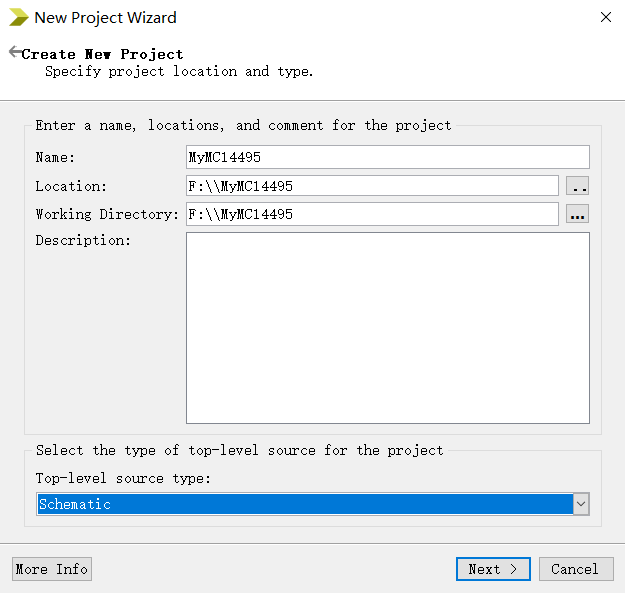 New Project Wizard
Create New Project
Specify project location and type.
Enter a name, locations, and comment for the project
Name: MyMC14495
Location: F:\\MyMC14495 ..
Working Directory: F:\\MyMC14495 ...
Description:
Select the type of top-level source for the project
Top-level source type:
Schematic
More Info Next > Cancel